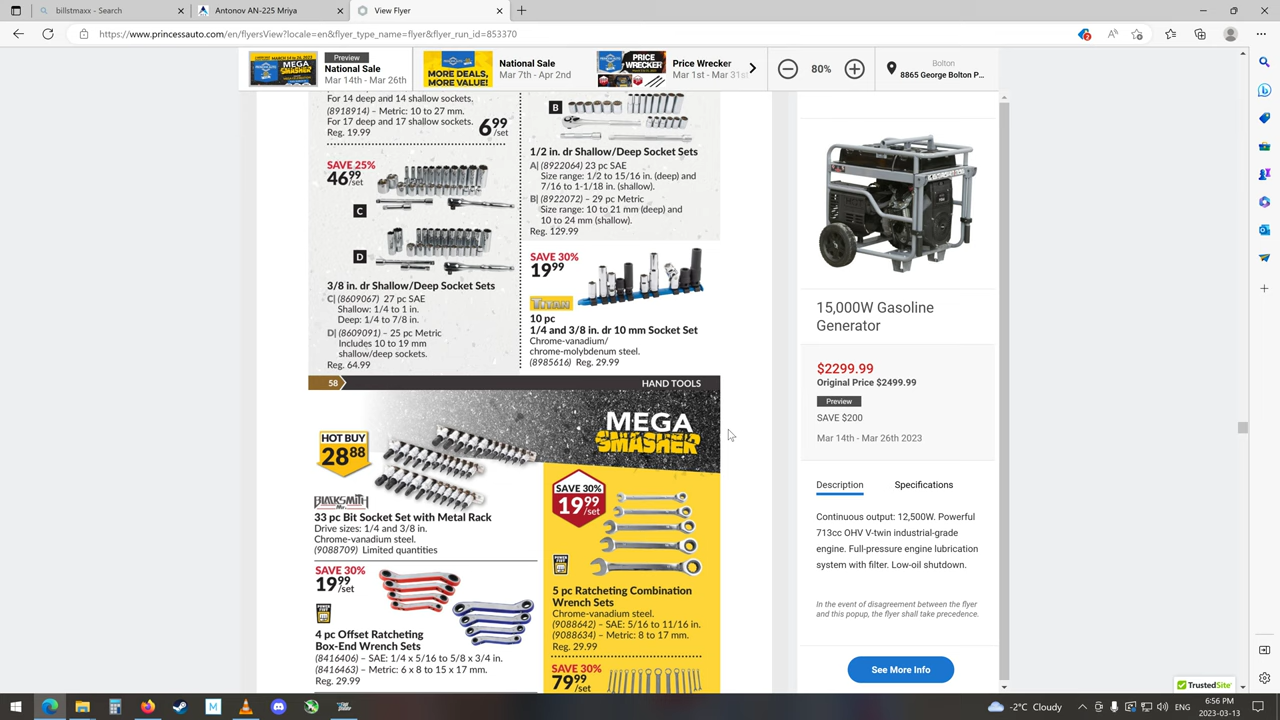 billstmaxx - Search
Antonov AN-225 Mriya
View Flyer
https://www.princessauto.com/en/flyersView?locale=en&flyer_type_name=flyer&flyer_run_id=853370
Preview
National Sale
Mar 14th - Mar 26th
MORE DEALS,
MORE VALUE!
National Sale
Mar 7th - Apr 2nd
PRICE
WRECKER
Price Wrecker
Mar 1st - Mar 31st
80%
Bolton
8865 George Bolton P...
For 14 deep and 14 shallow sockets.
(8918914) – Metric: 10 to 27 mm.
For 17 deep and 17 shallow sockets.
Reg. 19.99
6.99 /set
SAVE 25%
46.99 /set
C
D
3/8 in. dr Shallow/Deep Socket Sets
C| (8609067) 27 pc SAE
Shallow: 1/4 to 1 in.
Deep: 1/4 to 7/8 in.
D| (8609091) – 25 pc Metric
Includes 10 to 19 mm
shallow/deep sockets.
Reg. 64.99
B
1/2 in. dr Shallow/Deep Socket Sets
A| (8922064) 23 pc SAE
Size range: 1/2 to 15/16 in. (deep) and
7/16 to 1-1/18 in. (shallow).
B| (8922072) – 29 pc Metric
Size range: 10 to 21 mm (deep) and
10 to 24 mm (shallow).
Reg. 129.99
SAVE 30%
19.99
TITAN
10 pc
1/4 and 3/8 in. dr 10 mm Socket Set
Chrome-vanadium/
chrome-molybdenum steel.
(8985616) Reg. 29.99
58
HAND TOOLS
MEGA
SMASHER
HOT BUY
28.88
BLACKSMITH
33 pc Bit Socket Set with Metal Rack
Drive sizes: 1/4 and 3/8 in.
Chrome-vanadium steel.
(9088709) Limited quantities
SAVE 30%
19.99 /set
4 pc Offset Ratcheting
Box-End Wrench Sets
(8416406) – SAE: 1/4 x 5/16 to 5/8 x 3/4 in.
(8416463) – Metric: 6 x 8 to 15 x 17 mm.
Reg. 29.99
SAVE 30%
19.99 /set
5 pc Ratcheting Combination
Wrench Sets
Chrome-vanadium steel.
(9088642) – SAE: 5/16 to 11/16 in.
(9088634) – Metric: 8 to 17 mm.
Reg. 29.99
SAVE 30%
79.99 /set
15,000W Gasoline
Generator
$2299.99
Original Price $2499.99
Preview
SAVE $200
Mar 14th - Mar 26th 2023
Description
Specifications
Continuous output: 12,500W. Powerful
713cc OHV V-twin industrial-grade
engine. Full-pressure engine lubrication
system with filter. Low-oil shutdown.
In the event of disagreement between the flyer
and this popup, the flyer shall take precedence.
See More Info
TrustedSite
-2°C Cloudy
6:56 PM
2023-03-13